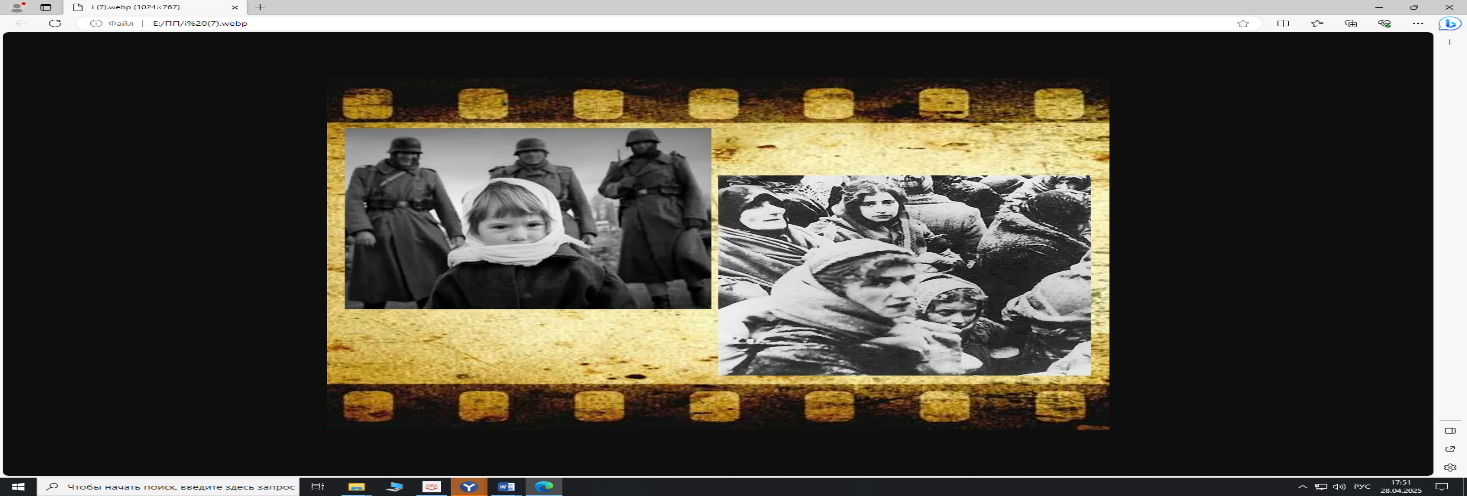 i (7).webp (1024×767)
Файл
E:/ПП/i%20(7).webp
Чтобы начать поиск, введите здесь запрос
РУС
17:51
28.04.2025